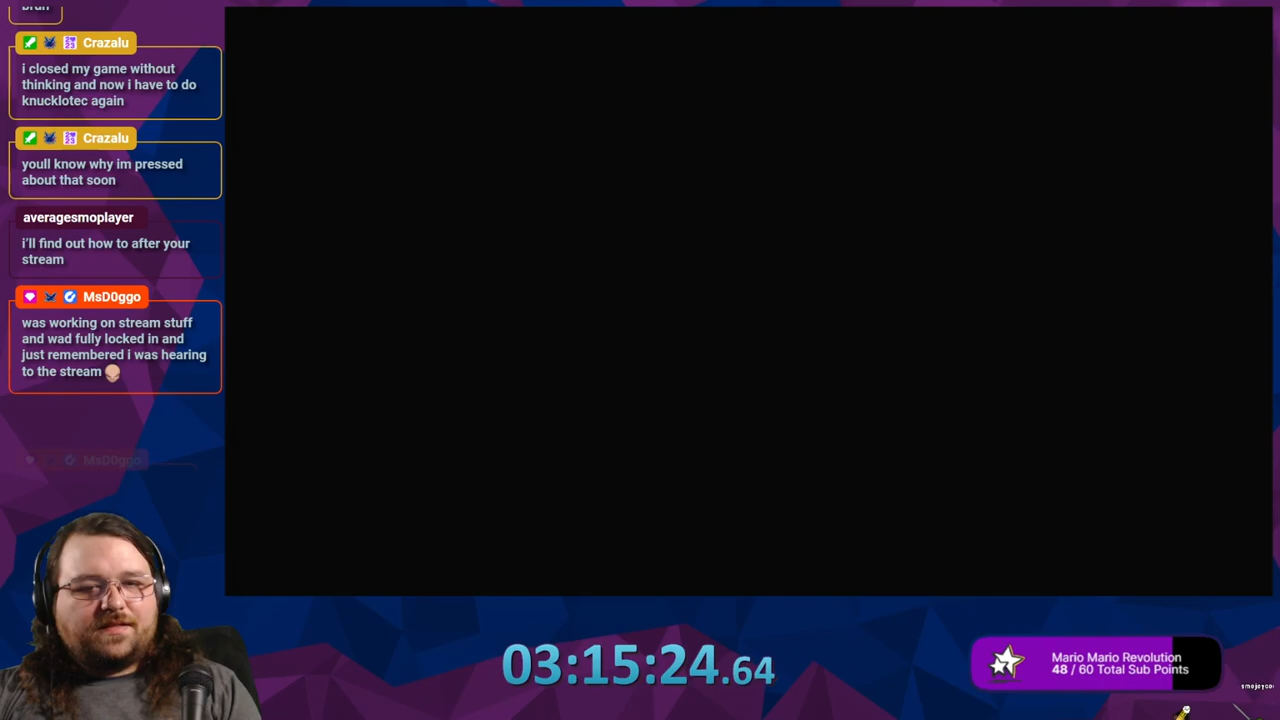 bruh
Crazalu
i closed my game without
thinking and now i have to do
knucklotec again
Crazalu
youll know why im pressed
about that soon
averagesmoplayer
i'll find out how to after your
stream
MsD0ggo
was working on stream stuff
and wad fully locked in and
just remembered i was hearing
to the stream
MsD0ggo
03:15:24.64
Mario Mario Revolution
48 / 60 Total Sub Points
smojoycoi